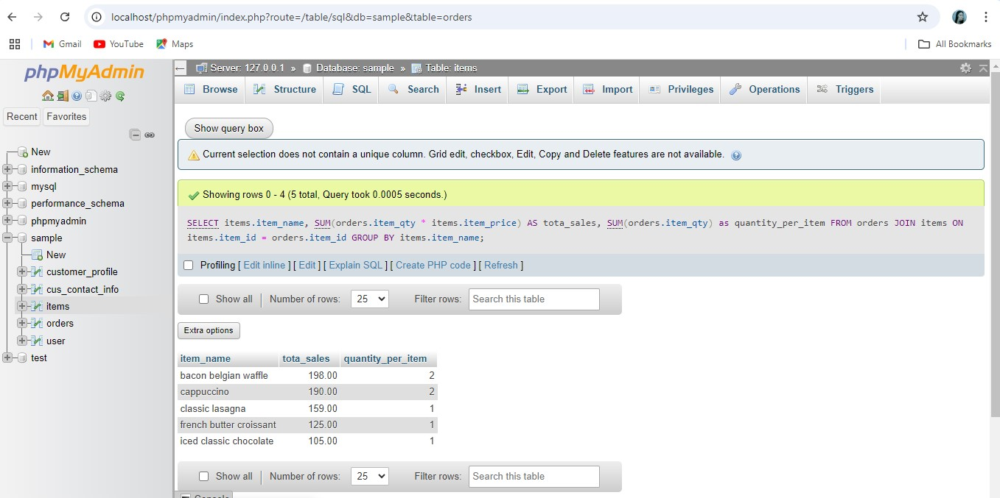 localhost/phpmyadmin/index.php?route=/table/sql&db=sample&table=orders
Gmail YouTube Maps All Bookmarks
phpMyAdmin
Recent Favorites
New
information_schema
mysql
performance_schema
phpmyadmin
sample
New
customer_profile
cus_contact_info
items
orders
user
test
Server: 127.0.0.1 » Database: sample » Table: items
Browse Structure SQL Search Insert Export Import Privileges Operations Triggers
Show query box
Current selection does not contain a unique column. Grid edit, checkbox, Edit, Copy and Delete features are not available.
Showing rows 0 - 4 (5 total, Query took 0.0005 seconds.)
SELECT items.item_name, SUM(orders.item_qty * items.item_price) AS tota_sales, SUM(orders.item_qty) as quantity_per_item FROM orders JOIN items ON
items.item_id = orders.item_id GROUP BY items.item_name;
Profiling [ Edit inline ] [ Edit ] [ Explain SQL ] [ Create PHP code ] [ Refresh ]
Show all Number of rows: 25 Filter rows: Search this table
Extra options
item_name tota_sales quantity_per_item
bacon belgian waffle 198.00 2
cappuccino 190.00 2
classic lasagna 159.00 1
french butter croissant 125.00 1
iced classic chocolate 105.00 1
Show all Number of rows: 25 Filter rows: Search this table
Console